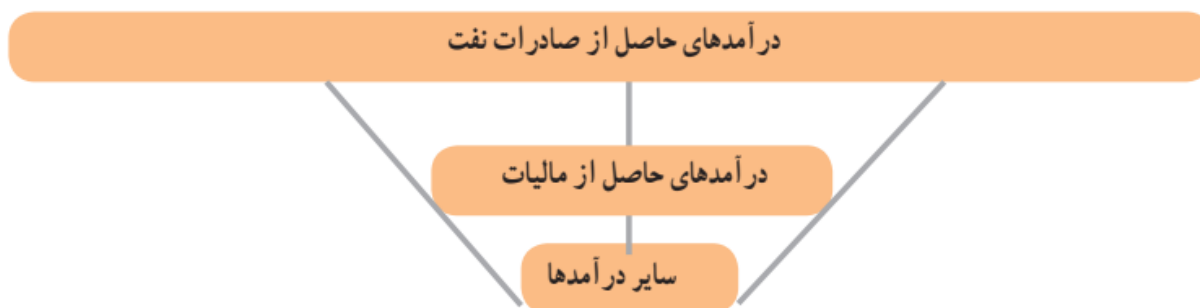 درآمدهای حاصل از صادرات نفت
درآمدهای حاصل از مالیات
سایر درآمدها